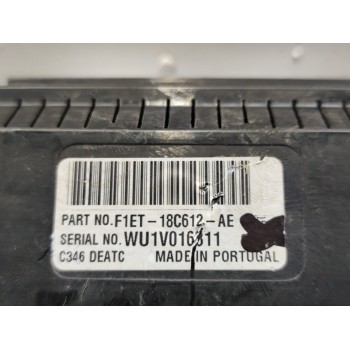 PART NO. F1ET-18C612-AE
SERIAL NO. WU1V016311
C346 DEATC MADE IN PORTUGAL